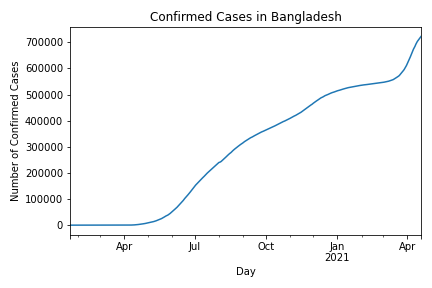 Confirmed Cases in Bangladesh
Number of Confirmed Cases
700000
600000
500000
400000
300000
200000
100000
0
Apr
Jul
Oct
Jan
2021
Apr
Day